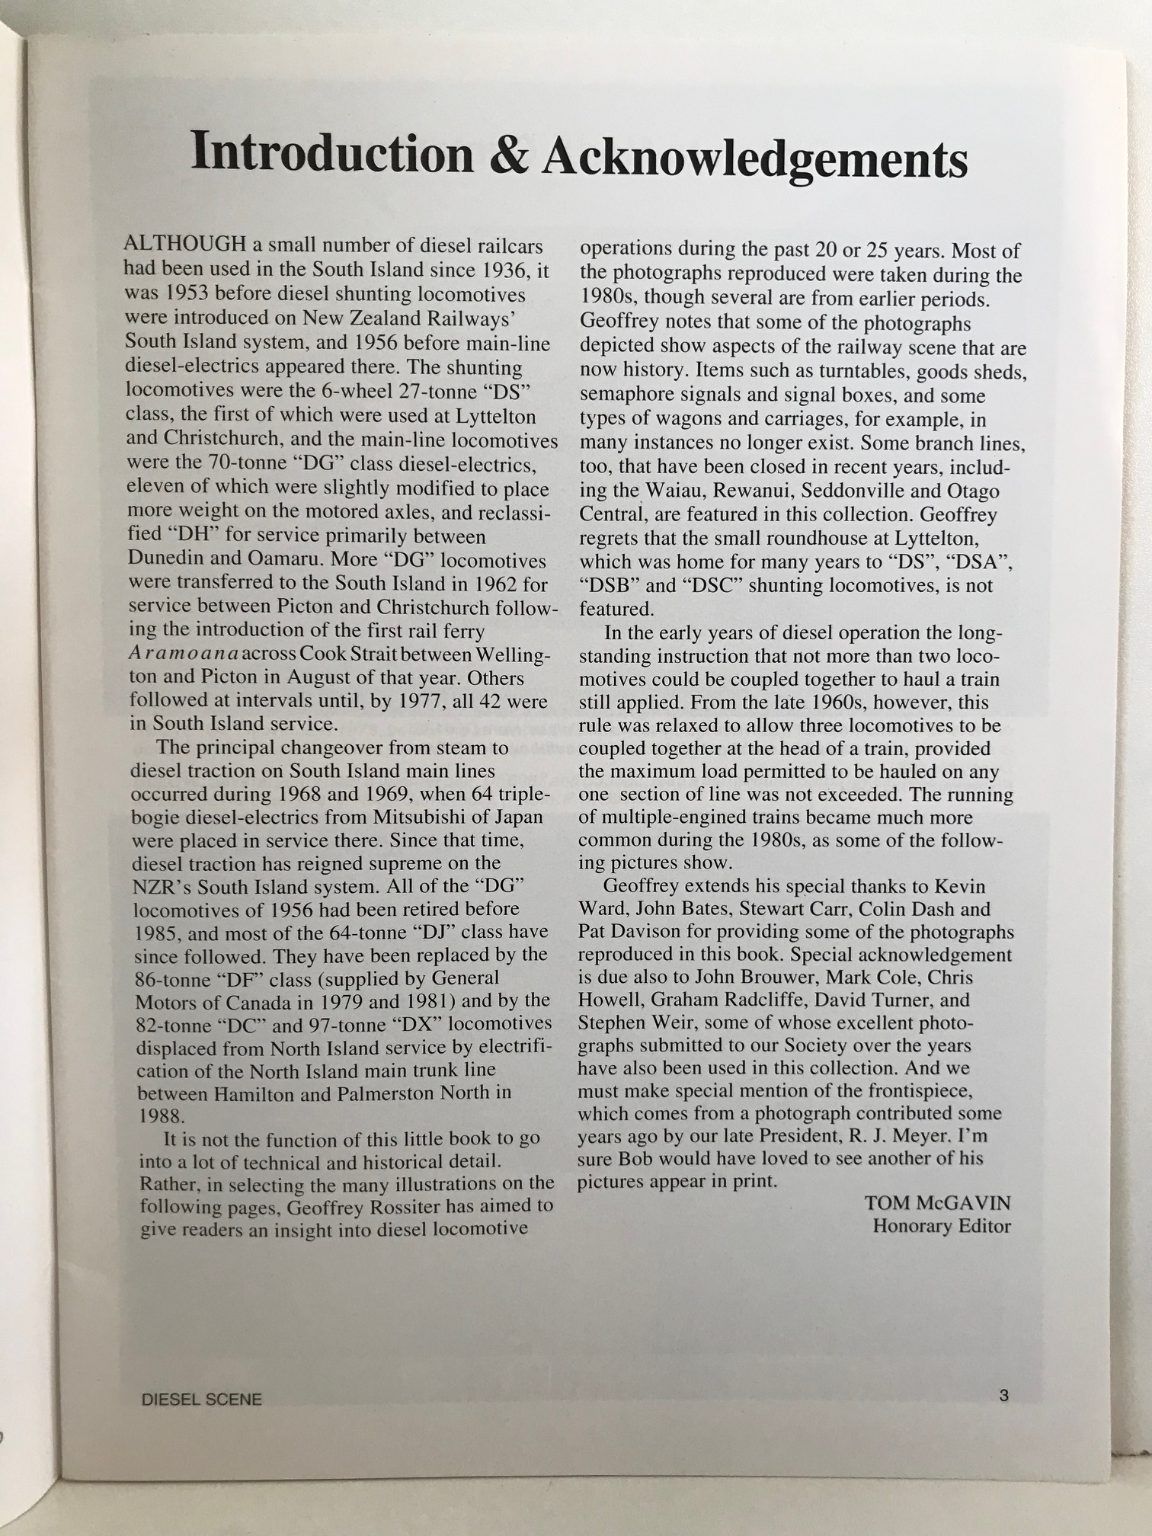 Introduction & Acknowledgements
ALTHOUGH a small number of diesel railcars
had been used in the South Island since 1936, it
was 1953 before diesel shunting locomotives
were introduced on New Zealand Railways’
South Island system, and 1956 before main-line
diesel-electrics appeared there. The shunting
locomotives were the 6-wheel 27-tonne “DS”
class, the first of which were used at Lyttelton
and Christchurch, and the main-line locomotives
were the 70-tonne “DG” class diesel-electrics,
eleven of which were slightly modified to place
more weight on the motored axles, and reclassi-
fied “DH” for service primarily between
Dunedin and Oamaru. More “DG” locomotives
were transferred to the South Island in 1962 for
service between Picton and Christchurch follow-
ing the introduction of the first rail ferry
Aramoana across Cook Strait between Welling-
ton and Picton in August of that year. Others
followed at intervals until, by 1977, all 42 were
in South Island service.
The principal changeover from steam to
diesel traction on South Island main lines
occurred during 1968 and 1969, when 64 triple-
bogie diesel-electrics from Mitsubishi of Japan
were placed in service there. Since that time,
diesel traction has reigned supreme on the
NZR’s South Island system. All of the “DG”
locomotives of 1956 had been retired before
1985, and most of the 64-tonne “DJ” class have
since followed. They have been replaced by the
86-tonne “DF” class (supplied by General
Motors of Canada in 1979 and 1981) and by the
82-tonne “DC” and 97-tonne “DX” locomotives
displaced from North Island service by electrifi-
cation of the North Island main trunk line
between Hamilton and Palmerston North in
1988.
It is not the function of this little book to go
into a lot of technical and historical detail.
Rather, in selecting the many illustrations on the
following pages, Geoffrey Rossiter has aimed to
give readers an insight into diesel locomotive
operations during the past 20 or 25 years. Most of
the photographs reproduced were taken during the
1980s, though several are from earlier periods.
Geoffrey notes that some of the photographs
depicted show aspects of the railway scene that are
now history. Items such as turntables, goods sheds,
semaphore signals and signal boxes, and some
types of wagons and carriages, for example, in
many instances no longer exist. Some branch lines,
too, that have been closed in recent years, includ-
ing the Waiau, Rewanui, Seddonville and Otago
Central, are featured in this collection. Geoffrey
regrets that the small roundhouse at Lyttelton,
which was home for many years to “DS”, “DSA”,
“DSB” and “DSC” shunting locomotives, is not
featured.
In the early years of diesel operation the long-
standing instruction that not more than two loco-
motives could be coupled together to haul a train
still applied. From the late 1960s, however, this
rule was relaxed to allow three locomotives to be
coupled together at the head of a train, provided
the maximum load permitted to be hauled on any
one section of line was not exceeded. The running
of multiple-engined trains became much more
common during the 1980s, as some of the follow-
ing pictures show.
Geoffrey extends his special thanks to Kevin
Ward, John Bates, Stewart Carr, Colin Dash and
Pat Davison for providing some of the photographs
reproduced in this book. Special acknowledgement
is due also to John Brouwer, Mark Cole, Chris
Howell, Graham Radcliffe, David Turner, and
Stephen Weir, some of whose excellent photo-
graphs submitted to our Society over the years
have also been used in this collection. And we
must make special mention of the frontispiece,
which comes from a photograph contributed some
years ago by our late President, R. J. Meyer. I’m
sure Bob would have loved to see another of his
pictures appear in print.
TOM McGAVIN
Honorary Editor
DIESEL SCENE
3